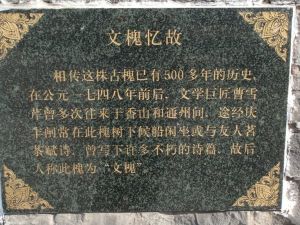 文槐忆故
相传这株古槐已有500多年的历史,
在公元一七四八年前后,文学巨匠曹雪
芹曾多次往来于香山和通州间,途经庆
丰闸常在此槐树下候船闲坐或与友人著
茶赋诗,曾写下许多不朽的诗篇,故后
人称此槐为“文槐”。